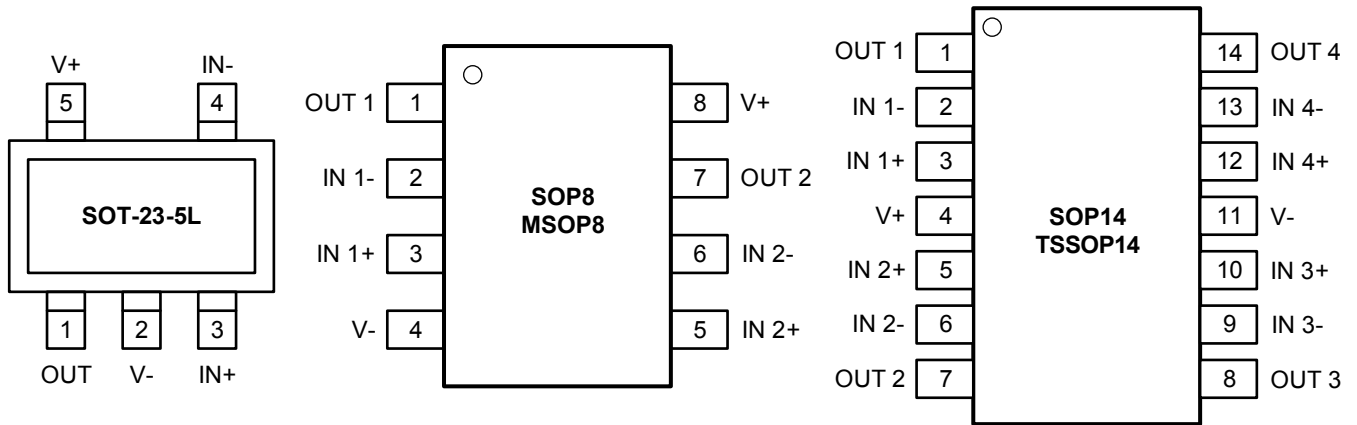 V+ IN-
5 4
SOT-23-5L
1 2 3
OUT V- IN+
OUT 1 1 8 V+
IN 1- 2 7 OUT 2
SOP8
MSOP8
IN 1+ 3 6 IN 2-
V- 4 5 IN 2+
OUT 1 1 14 OUT 4
IN 1- 2 13 IN 4-
IN 1+ 3 12 IN 4+
V+ 4 11 V-
SOP14
TSSOP14
IN 2+ 5 10 IN 3+
IN 2- 6 9 IN 3-
OUT 2 7 8 OUT 3